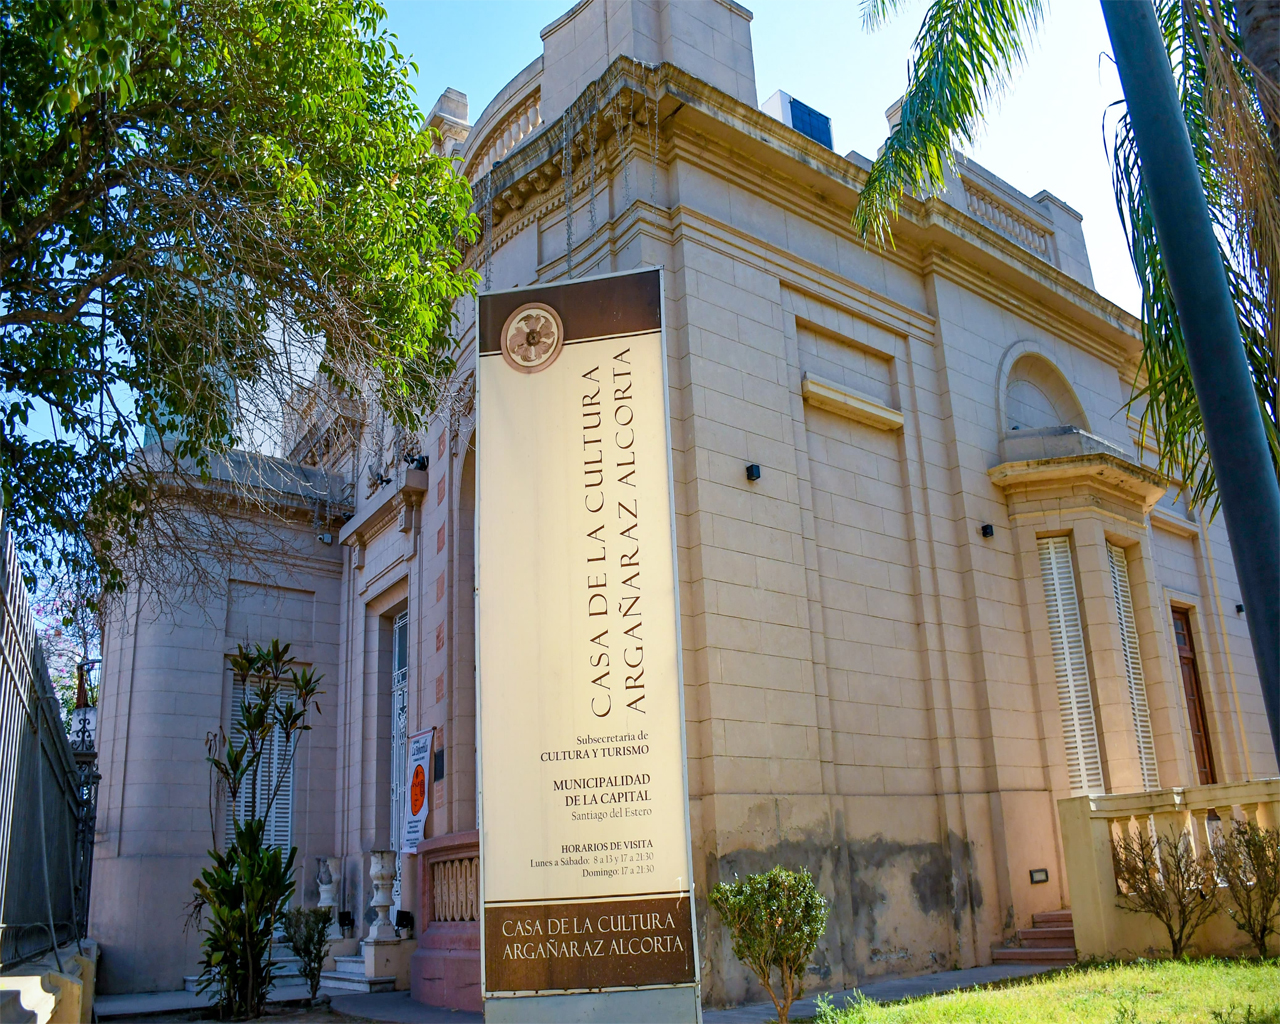 CASA DE LA CULTURA
ARGAÑARAZ ALCORTA
Subsecretaría de
CULTURA Y TURISMO
MUNICIPALIDAD
DE LA CAPITAL
Santiago del Estero
HORARIOS DE VISITA
Lunes a Sábado: 8 a 13 y 17 a 21:30
Domingo: 17 a 21:30
CASA DE LA CULTURA
ARGAÑARAZ ALCORTA